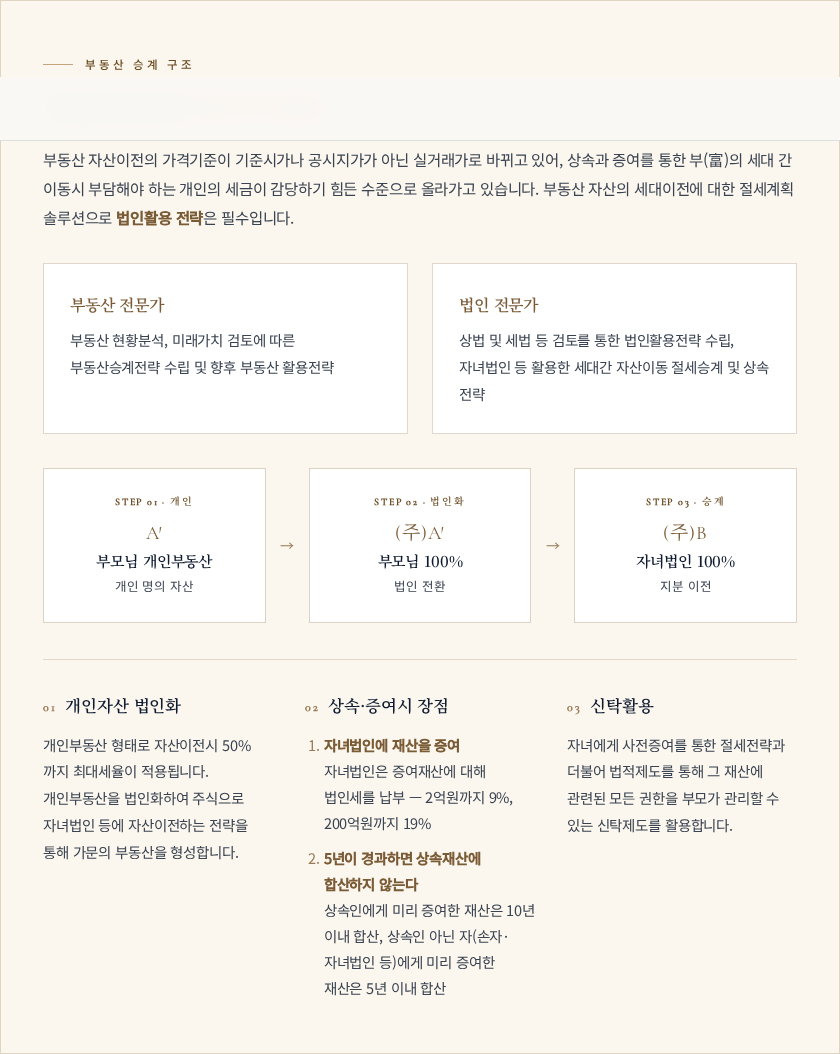 부동산 승계 구조
부동산 자산이전의 가격기준이 기준시가나 공시지가가 아닌 실거래가로 바뀌고 있어, 상속과 증여를 통한 부(富)의 세대 간
이동시 부담해야 하는 개인의 세금이 감당하기 힘든 수준으로 올라가고 있습니다. 부동산 자산의 세대이전에 대한 절세계획
솔루션으로 법인활용 전략은 필수입니다.
부동산 전문가
부동산 현황분석, 미래가치 검토에 따른
부동산승계전략 수립 및 향후 부동산 활용전략
법인 전문가
상법 및 세법 등 검토를 통한 법인활용전략 수립,
자녀법인 등 활용한 세대간 자산이동 절세승계 및 상속
전략
STEP 01 · 개인
A'
부모님 개인부동산
개인 명의 자산
→
STEP 02 · 법인화
(주)A'
부모님 100%
법인 전환
→
STEP 03 · 승계
(주)B
자녀법인 100%
지분 이전
01 개인자산 법인화
개인부동산 형태로 자산이전시 50%
까지 최대세율이 적용됩니다.
개인부동산을 법인화하여 주식으로
자녀법인 등에 자산이전하는 전략을
통해 가문의 부동산을 형성합니다.
02 상속·증여시 장점
1. 자녀법인에 재산을 증여
자녀법인은 증여재산에 대해
법인세를 납부 — 2억원까지 9%,
200억원까지 19%
2. 5년이 경과하면 상속재산에
합산하지 않는다
상속인에게 미리 증여한 재산은 10년
이내 합산, 상속인 아닌 자(손자·
자녀법인 등)에게 미리 증여한
재산은 5년 이내 합산
03 신탁활용
자녀에게 사전증여를 통한 절세전략과
더불어 법적제도를 통해 그 재산에
관련된 모든 권한을 부모가 관리할 수
있는 신탁제도를 활용합니다.